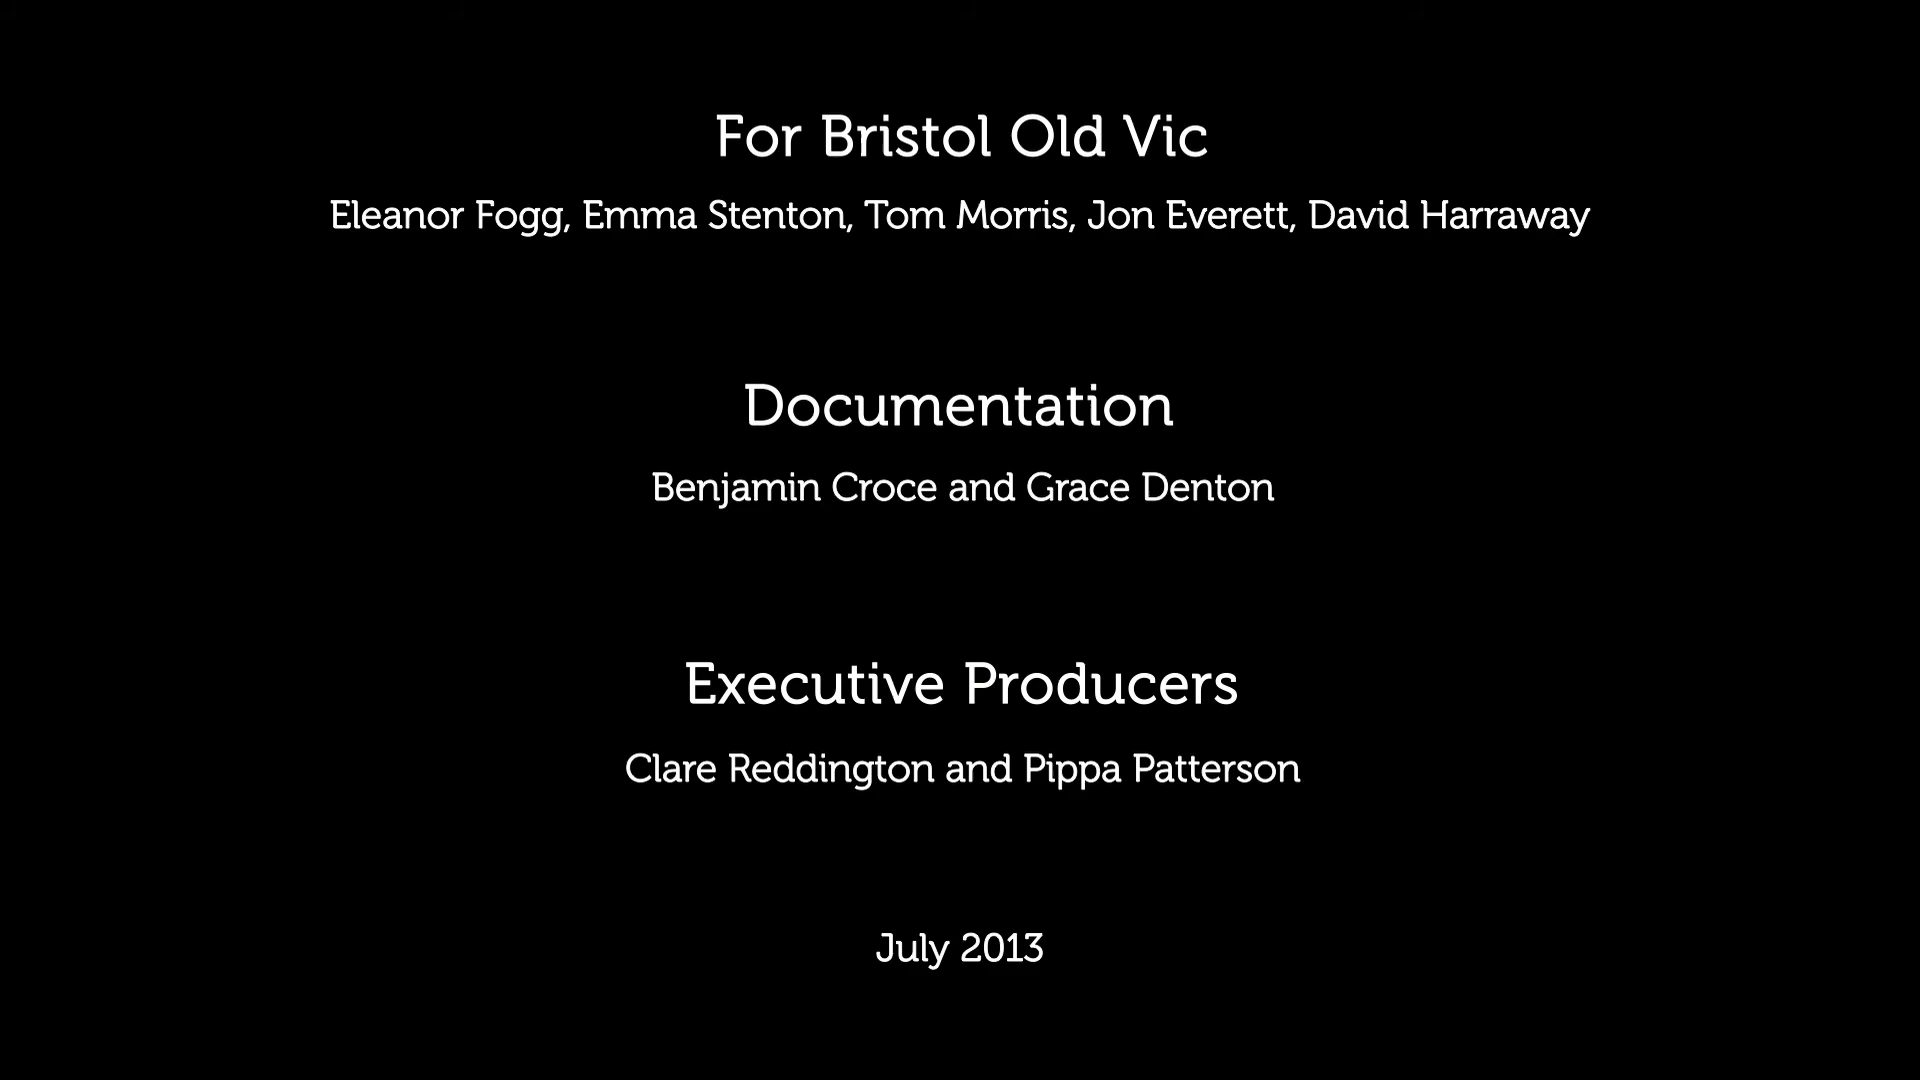 For Bristol Old Vic
Eleanor Fogg, Emma Stenton, Tom Morris, Jon Everett, David Harraway
Documentation
Benjamin Croce and Grace Denton
Executive Producers
Clare Reddington and Pippa Patterson
July 2013